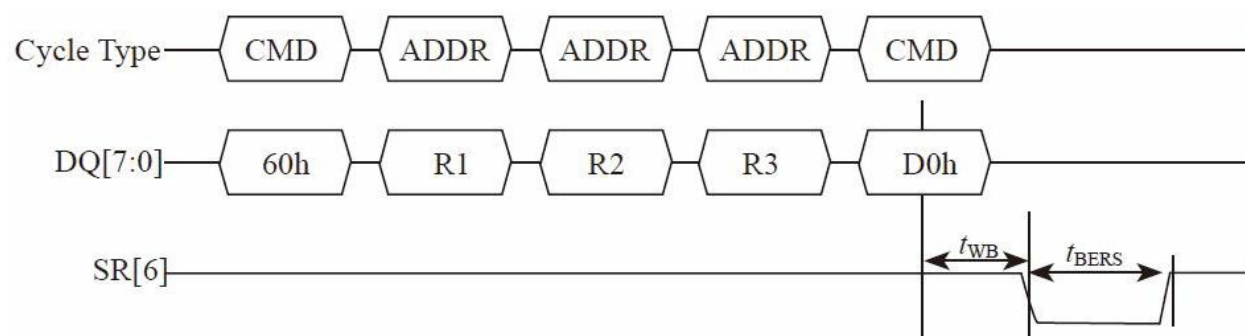 Cycle Type CMD ADDR ADDR ADDR CMD
DQ[7:0] 60h R1 R2 R3 D0h
SR[6] tWB tBERS